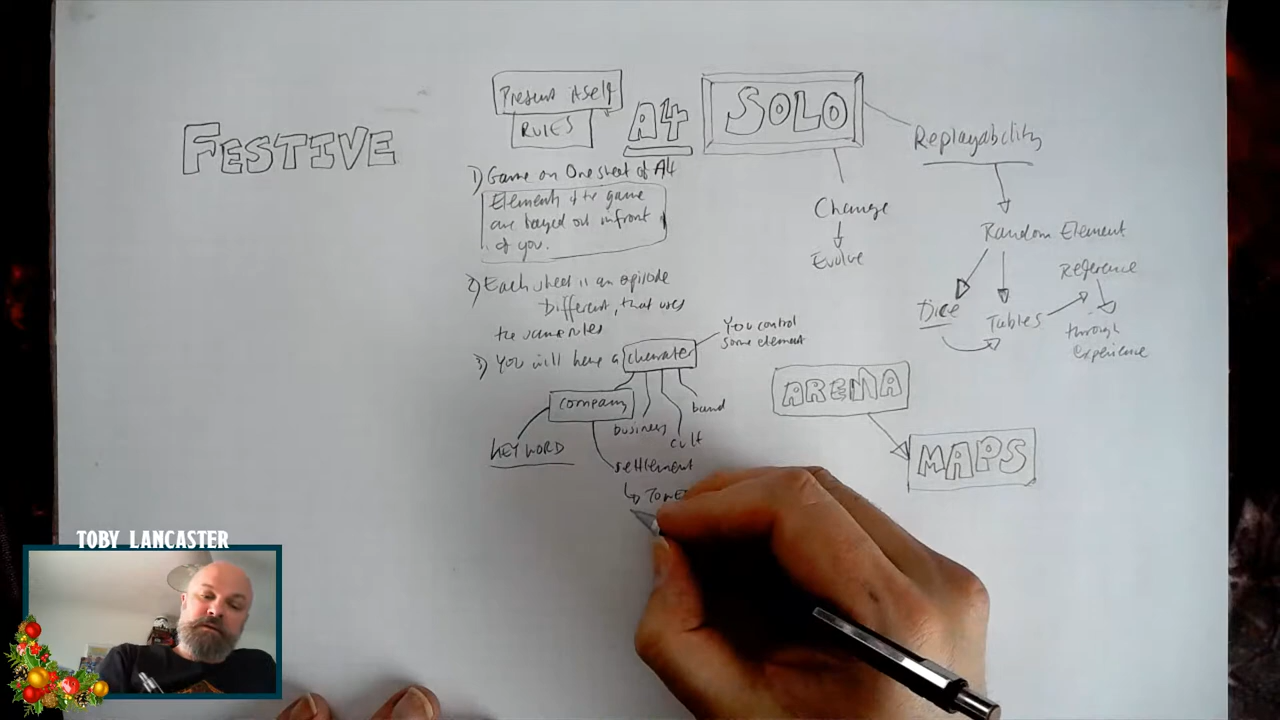 FESTIVE
Present itself
RULES
A4
SOLO
1) Game on One sheet of A4
Elements of the game
are layed out infront
of you.
2) Each sheet is an episode
Different, that uses
the same rules
3) You will have a character
You control
some element
company
business
cult
band
KEYWORD
settlement
Replayability
Change
Evolve
Random Element
Reference
Dice
Tables
through
experience
ARENA
MAPS
TOBY LANCASTER